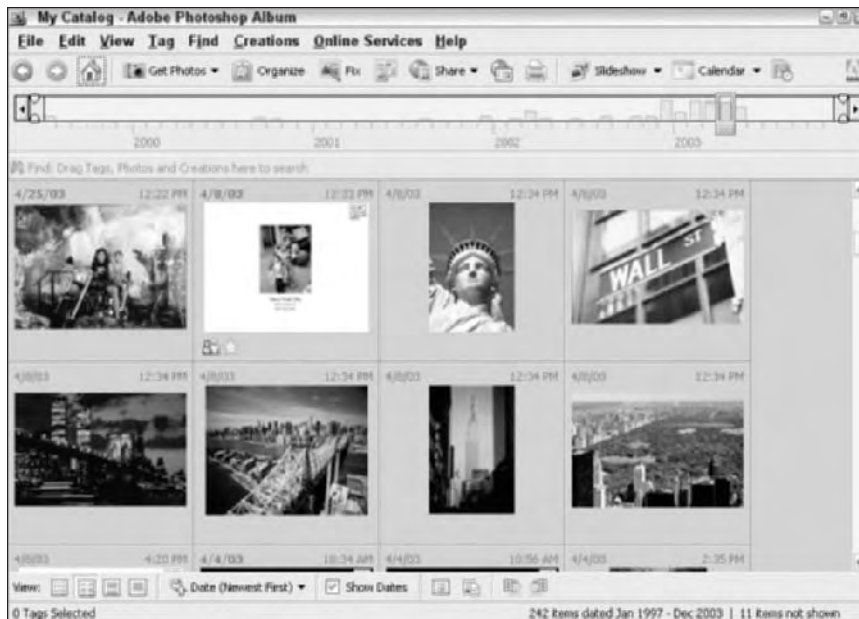 My Catalog - Adobe Photoshop Album
File Edit View Tag Find Creations Online Services Help
Get Photos Organize Fix Share Slideshow Calendar
2000 2001 2002 2003
Find: Drag Tags, Photos and Creations here to search
4/25/03 12:22 PM 4/8/03 12:33 PM 4/8/03 12:34 PM 4/8/03 12:34 PM
WALL ST
4/8/03 12:34 PM 4/8/03 12:34 PM 4/8/03 12:34 PM 4/8/03 12:34 PM
4/8/03 4:20 PM 4/4/03 10:34 AM 4/4/03 10:56 AM 4/4/03 2:35 PM
View: Date (Newest First) Show Dates
0 Tags Selected 242 items dated Jan 1997 - Dec 2003 | 11 items not shown